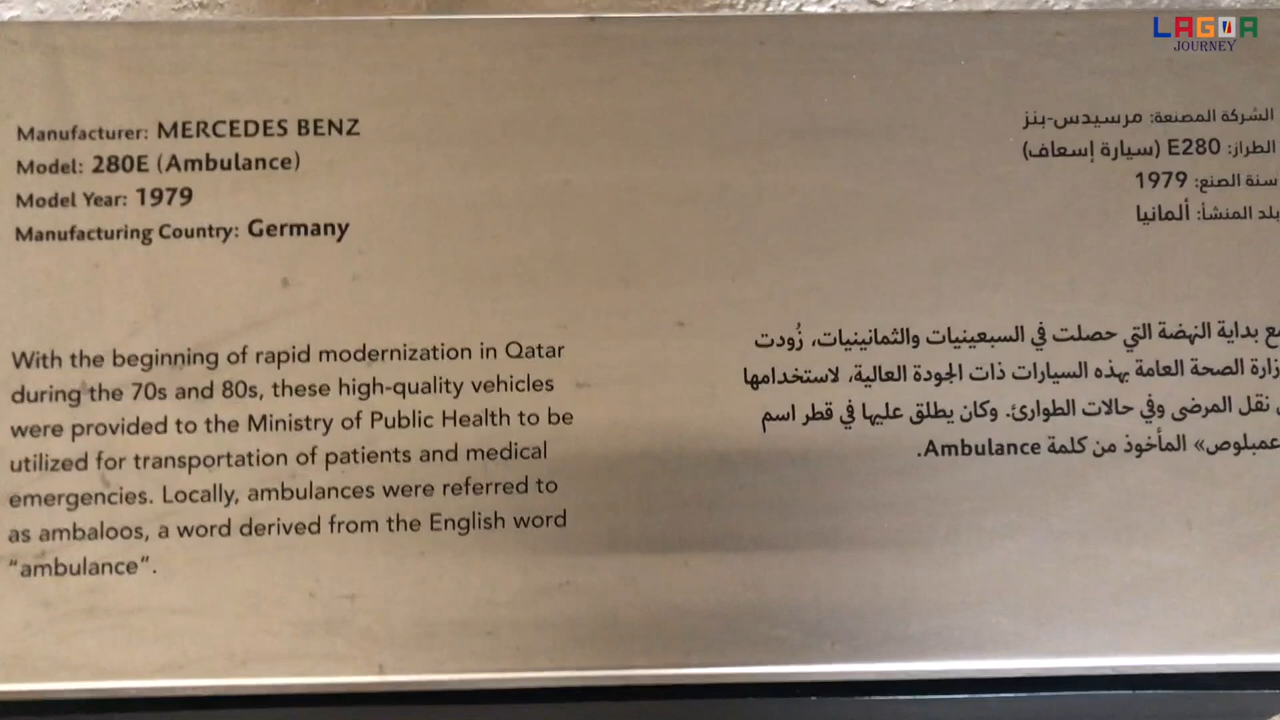 LAGOA
JOURNEY
Manufacturer: MERCEDES BENZ
Model: 280E (Ambulance)
Model Year: 1979
Manufacturing Country: Germany
With the beginning of rapid modernization in Qatar
during the 70s and 80s, these high-quality vehicles
were provided to the Ministry of Public Health to be
utilized for transportation of patients and medical
emergencies. Locally, ambulances were referred to
as ambaloos, a word derived from the English word
“ambulance”.
الشركة المصنعة: مرسيدس-بنز
الطراز: E280 (سيارة إسعاف)
سنة الصنع: 1979
بلد المنشأ: ألمانيا
بداية النهضة التي حصلت في السبعينيات والثمانينيات، زُودت
الصحة العامة بهذه السيارات ذات الجودة العالية، لاستخدامها
نقل المرضى وفي حالات الطوارئ. وكان يطلق عليها في قطر اسم
عمبلوص» المأخوذ من كلمة Ambulance.